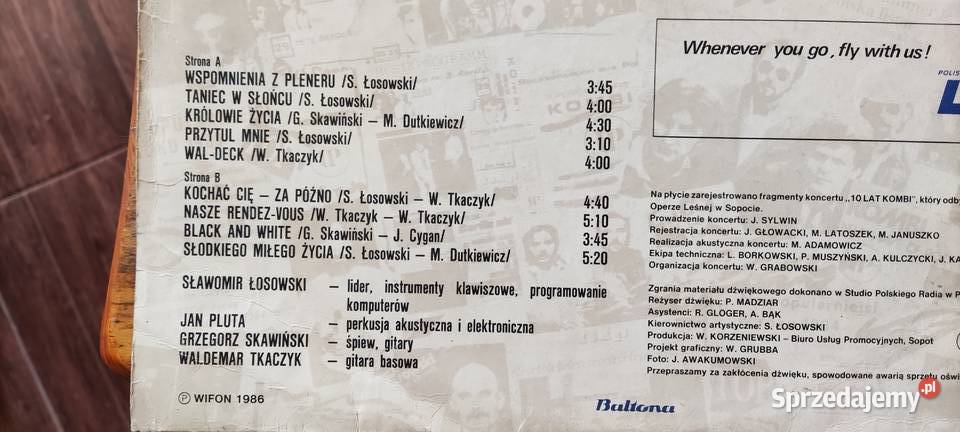 Strona A
WSPOMNIENIA Z PLENERU /S. Łosowski/ 3:45
TANIEC W SŁOŃCU /S. Łosowski/ 4:00
KRÓLOWIE ŻYCIA /G. Skawiński – M. Dutkiewicz/ 4:30
PRZYTUL MNIE /S. Łosowski/ 3:10
WAL-DECK /W. Tkaczyk/ 4:00
Strona B
KOCHAĆ CIĘ – ZA PÓŹNO /S. Łosowski – W. Tkaczyk/ 4:40
NASZE RENDEZ-VOUS /W. Tkaczyk – W. Tkaczyk/ 5:10
BLACK AND WHITE /G. Skawiński – J. Cygan/ 3:45
SŁODKIEGO MIŁEGO ŻYCIA /S. Łosowski – M. Dutkiewicz/ 5:20
SŁAWOMIR ŁOSOWSKI – lider, instrumenty klawiszowe, programowanie
komputerów
JAN PLUTA – perkusja akustyczna i elektroniczna
GRZEGORZ SKAWIŃSKI – śpiew, gitary
WALDEMAR TKACZYK – gitara basowa
Ⓟ WIFON 1986
Baltona
Whenever you go, fly with us!
POLIS
Na płycie zarejestrowano fragmenty koncertu „10 LAT KOMBI", który odby
Operze Leśnej w Sopocie.
Prowadzenie koncertu: J. SYLWIN
Rejestracja koncertu: J. GŁOWACKI, M. LATOSZEK, M. JANUSZKO
Realizacja akustyczna koncertu: M. ADAMOWICZ
Ekipa techniczna: L. BORKOWSKI, P. MUSZYŃSKI, A. KULCZYCKI, J. KA
Organizacja koncertu: W. GRABOWSKI
Zgrania materiału dźwiękowego dokonano w Studio Polskiego Radia w P
Reżyser dźwięku: P. MADZIAR
Asystenci: R. GLOGER, A. BĄK
Kierownictwo artystyczne: S. ŁOSOWSKI
Produkcja: W. KORZENIEWSKI – Biuro Usług Promocyjnych, Sopot
Projekt graficzny: W. GRUBBA
Foto: J. AWAKUMOWSKI
Przepraszamy za zakłócenia dźwięku, spowodowane awarią sprzętu oświ
Sprzedajemy.pl